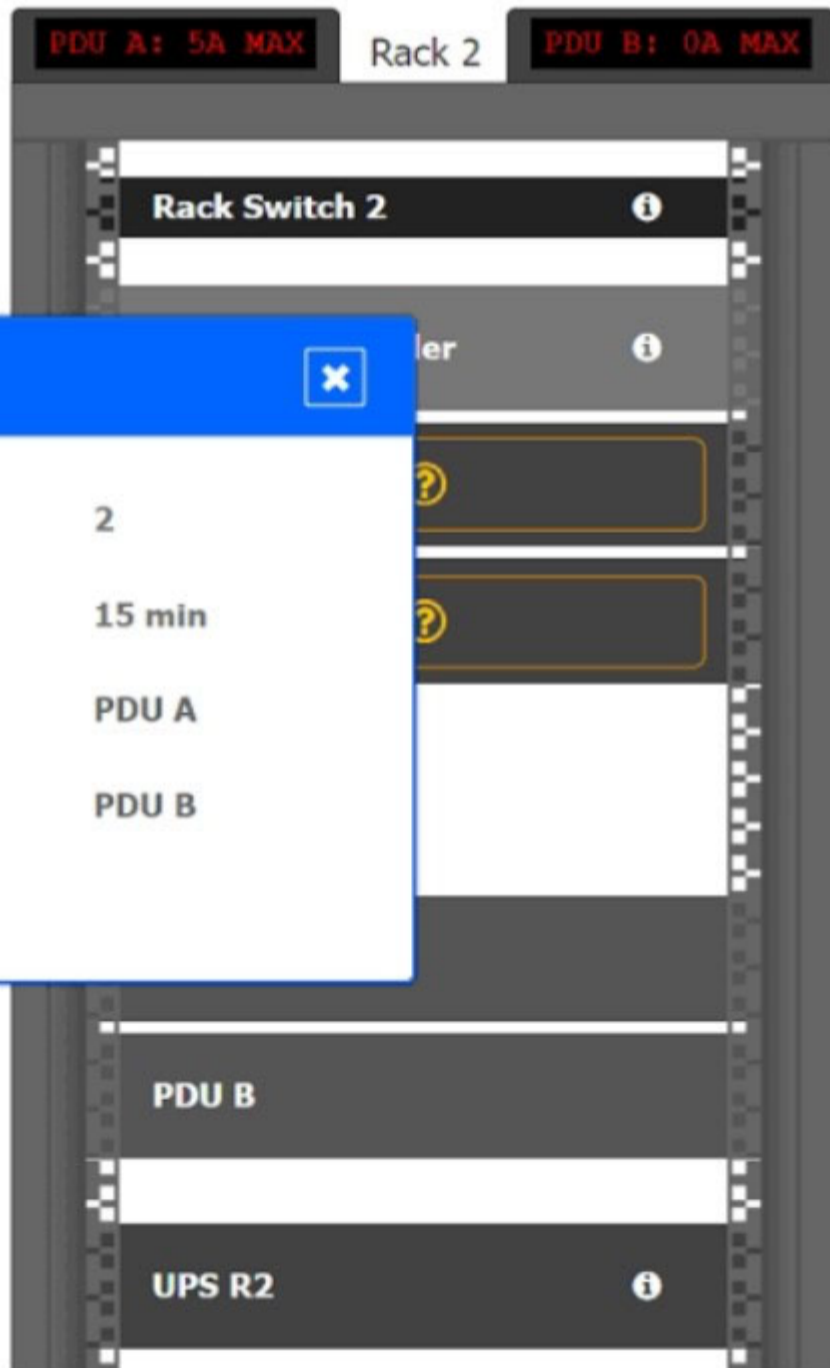 PDU A: 5A MAX
Rack 2
PDU B: 0A MAX
Rack Switch 2
ler
2
15 min
PDU A
PDU B
PDU B
UPS R2